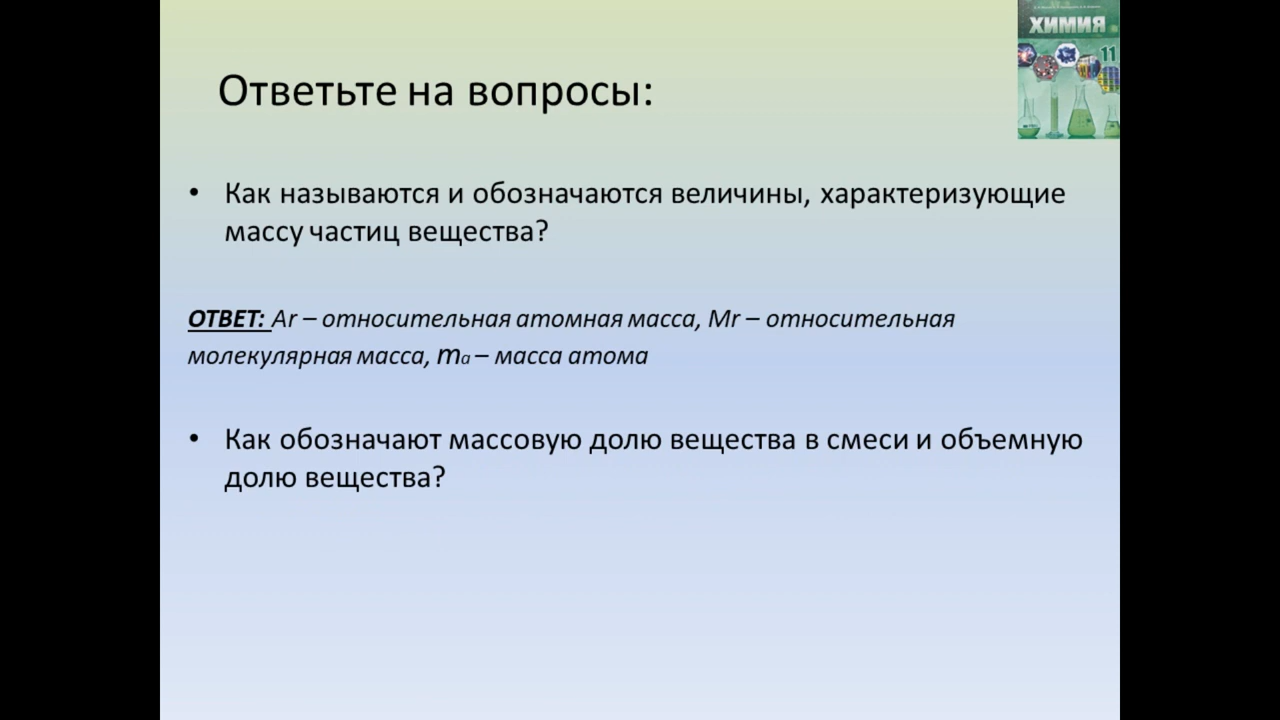 ХИМИЯ
11
Ответьте на вопросы:
• Как называются и обозначаются величины, характеризующие
массу частиц вещества?
ОТВЕТ: Ar – относительная атомная масса, Mr – относительная
молекулярная масса, ma – масса атома
• Как обозначают массовую долю вещества в смеси и объемную
долю вещества?